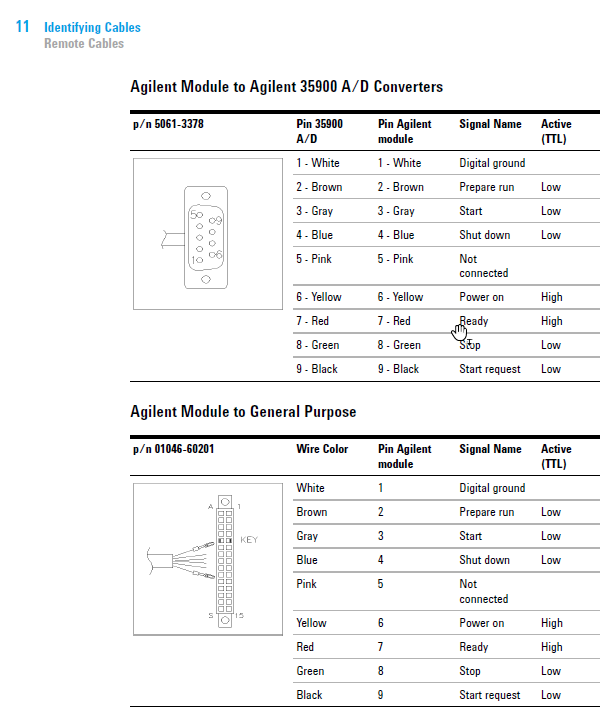 11 Identifying Cables
Remote Cables
Agilent Module to Agilent 35900 A/D Converters
p/n 5061-3378 Pin 35900 A/D Pin Agilent module Signal Name Active (TTL)
1 - White 1 - White Digital ground
2 - Brown 2 - Brown Prepare run Low
3 - Gray 3 - Gray Start Low
4 - Blue 4 - Blue Shut down Low
5 - Pink 5 - Pink Not connected
6 - Yellow 6 - Yellow Power on High
7 - Red 7 - Red Ready High
8 - Green 8 - Green Stop Low
9 - Black 9 - Black Start request Low
5 9
1 6
Agilent Module to General Purpose
p/n 01046-60201 Wire Color Pin Agilent module Signal Name Active (TTL)
White 1 Digital ground
Brown 2 Prepare run Low
Gray 3 Start Low
Blue 4 Shut down Low
Pink 5 Not connected
Yellow 6 Power on High
Red 7 Ready High
Green 8 Stop Low
Black 9 Start request Low
A 1
KEY
S 15